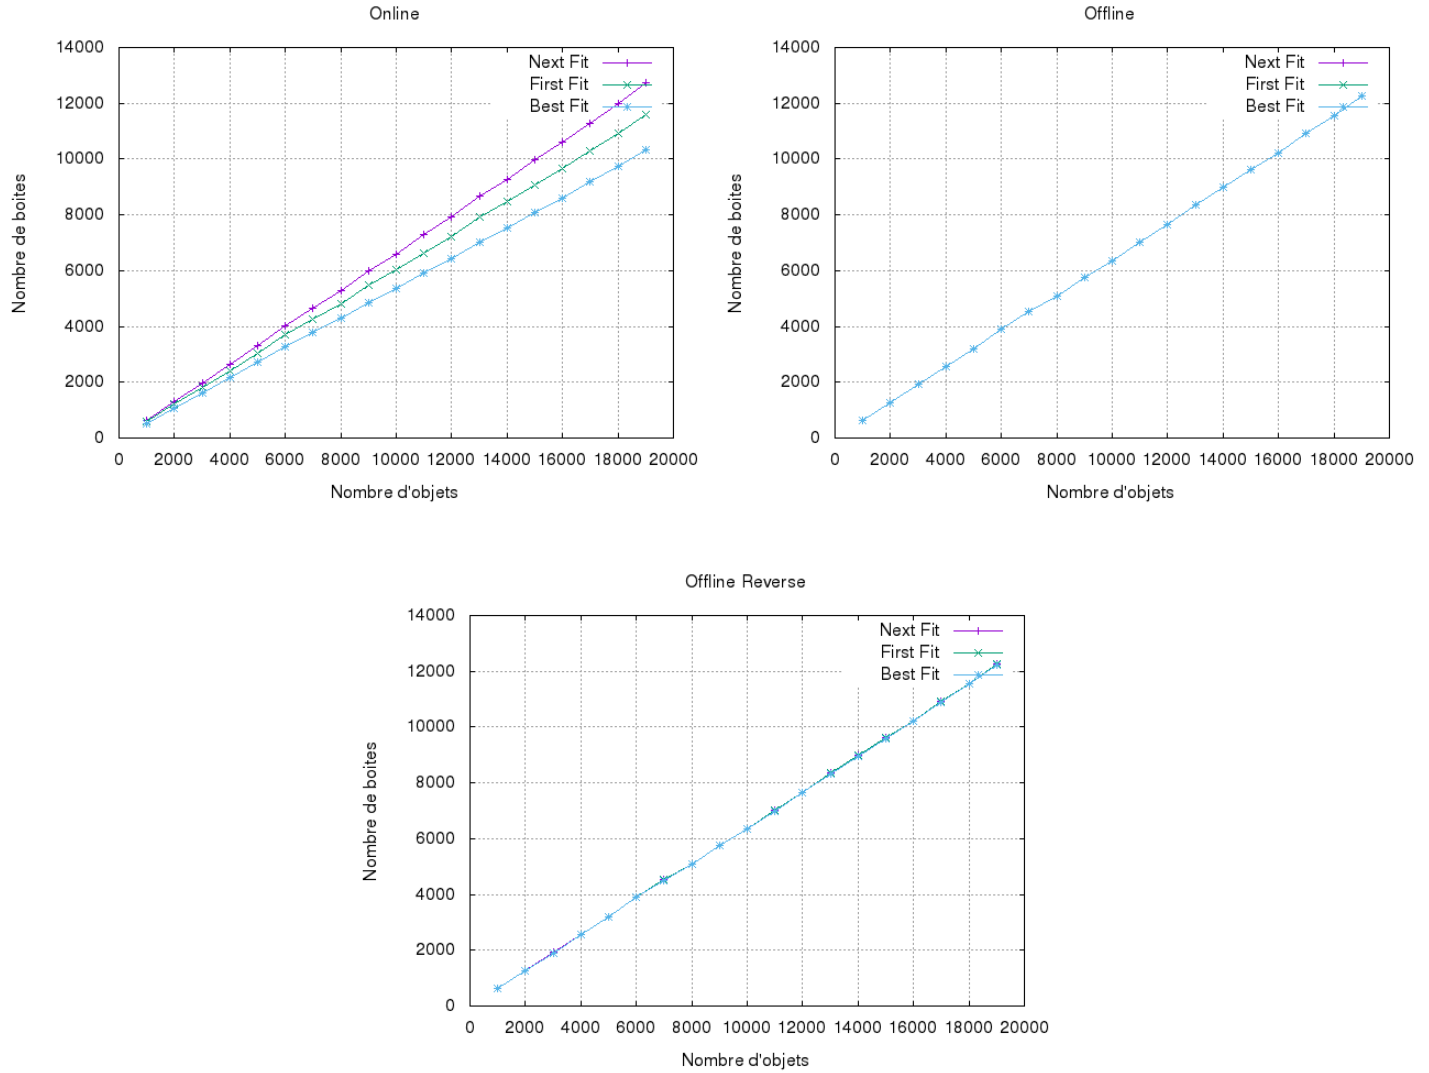 Online
14000
12000
10000
8000
6000
4000
2000
0
Nombre de boites
Next Fit
First Fit
Best Fit
0 2000 4000 6000 8000 10000 12000 14000 16000 18000 20000
Nombre d'objets
Offline
14000
12000
10000
8000
6000
4000
2000
0
Nombre de boites
Next Fit
First Fit
Best Fit
0 2000 4000 6000 8000 10000 12000 14000 16000 18000 20000
Nombre d'objets
Offline Reverse
14000
12000
10000
8000
6000
4000
2000
0
Nombre de boites
Next Fit
First Fit
Best Fit
0 2000 4000 6000 8000 10000 12000 14000 16000 18000 20000
Nombre d'objets